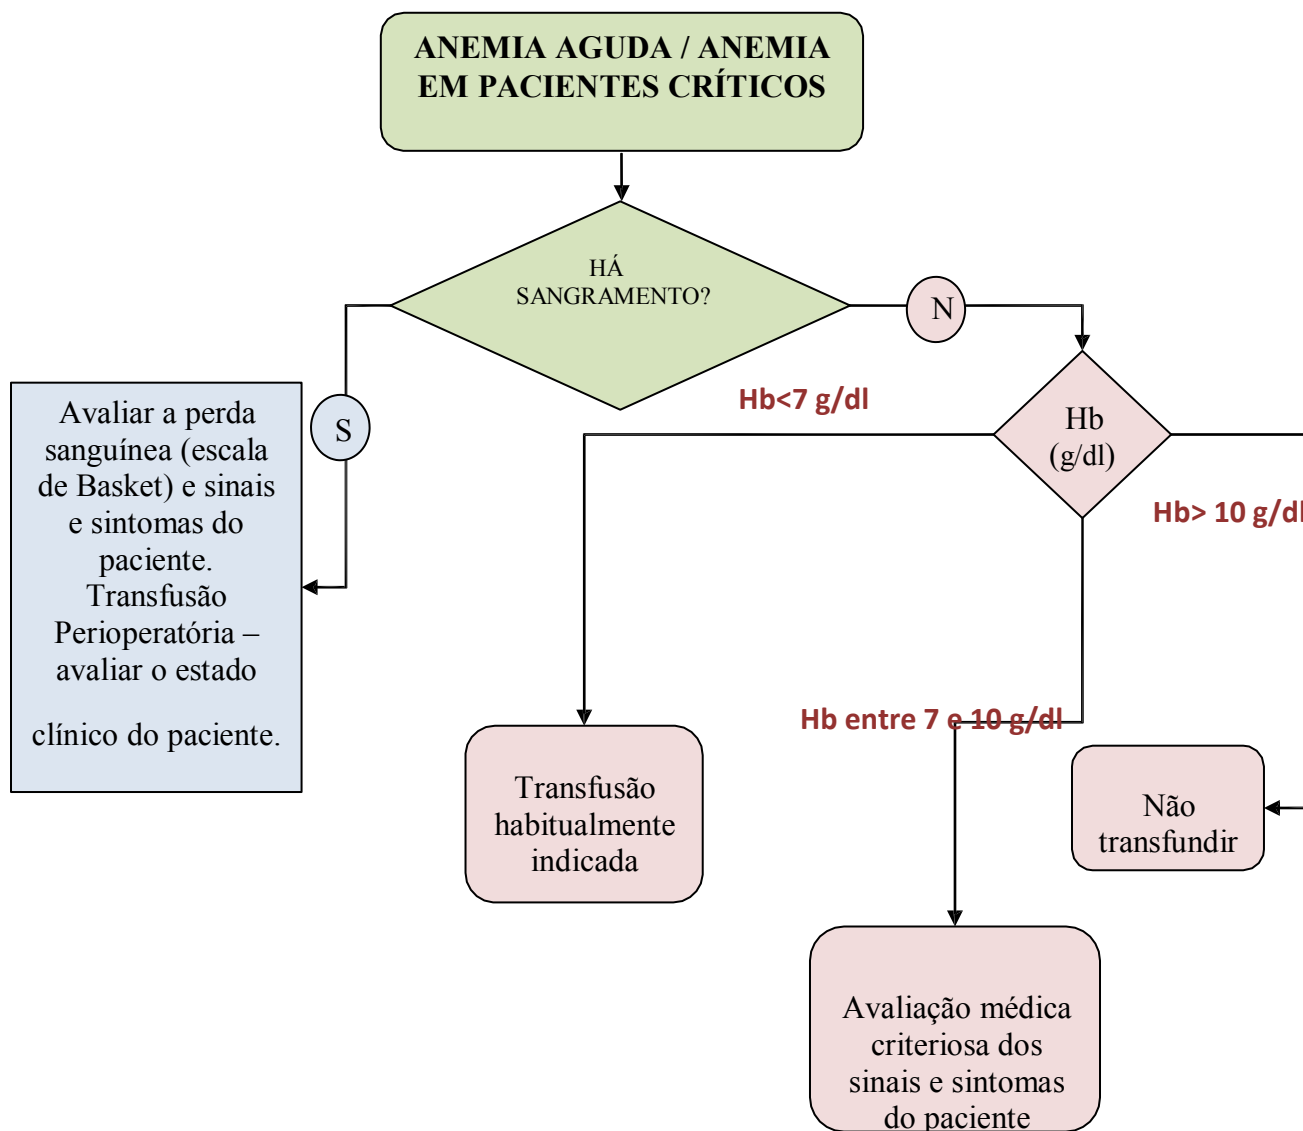 ANEMIA AGUDA / ANEMIA
EM PACIENTES CRÍTICOS
HÁ
SANGRAMENTO?
N
S
Avaliar a perda
sanguínea (escala
de Basket) e sinais
e sintomas do
paciente.
Transfusão
Perioperatória –
avaliar o estado
clínico do paciente.
Hb<7 g/dl
Hb
(g/dl)
Hb> 10 g/dl
Hb entre 7 e 10 g/dl
Transfusão
habitualmente
indicada
Não
transfundir
Avaliação médica
criteriosa dos
sinais e sintomas
do paciente